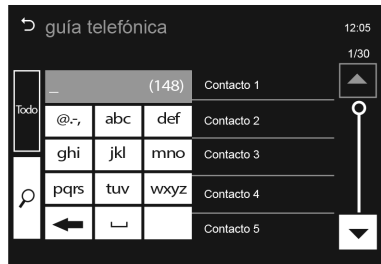 guía telefónica
12:05
1/30
Todo
_ (148)
@.-, abc def
ghi jkl mno
pqrs tuv wxyz
Contacto 1
Contacto 2
Contacto 3
Contacto 4
Contacto 5